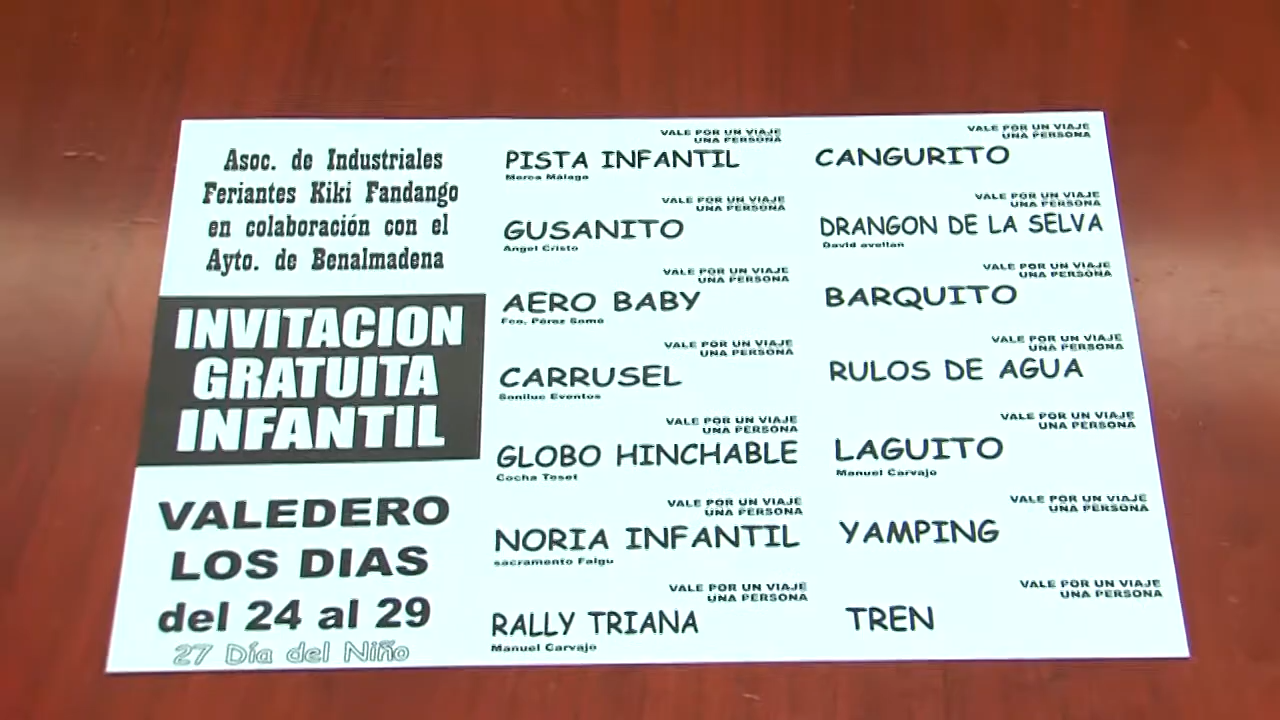 Asoc. de Industriales
Feriantes Kiki Fandango
en colaboración con el
Ayto. de Benalmadena
INVITACION
GRATUITA
INFANTIL
VALEDERO
LOS DIAS
del 24 al 29
27 Día del Niño
VALE POR UN VIAJE
UNA PERSONA
PISTA INFANTIL
Merce Málaga
VALE POR UN VIAJE
UNA PERSONA
GUSANITO
Angel Cristo
VALE POR UN VIAJE
UNA PERSONA
AERO BABY
Fco. Pérez Somé
VALE POR UN VIAJE
UNA PERSONA
CARRUSEL
Soniluc Eventos
VALE POR UN VIAJE
UNA PERSONA
GLOBO HINCHABLE
Cocha Teset
VALE POR UN VIAJE
UNA PERSONA
NORIA INFANTIL
sacramento Falgu
VALE POR UN VIAJE
UNA PERSONA
RALLY TRIANA
Manuel Carvajo
VALE POR UN VIAJE
UNA PERSONA
CANGURITO
VALE POR UN VIAJE
UNA PERSONA
DRANGON DE LA SELVA
David avellan
VALE POR UN VIAJE
UNA PERSONA
BARQUITO
VALE POR UN VIAJE
UNA PERSONA
RULOS DE AGUA
VALE POR UN VIAJE
UNA PERSONA
LAGUITO
Manuel Carvajo
VALE POR UN VIAJE
UNA PERSONA
YAMPING
VALE POR UN VIAJE
UNA PERSONA
TREN